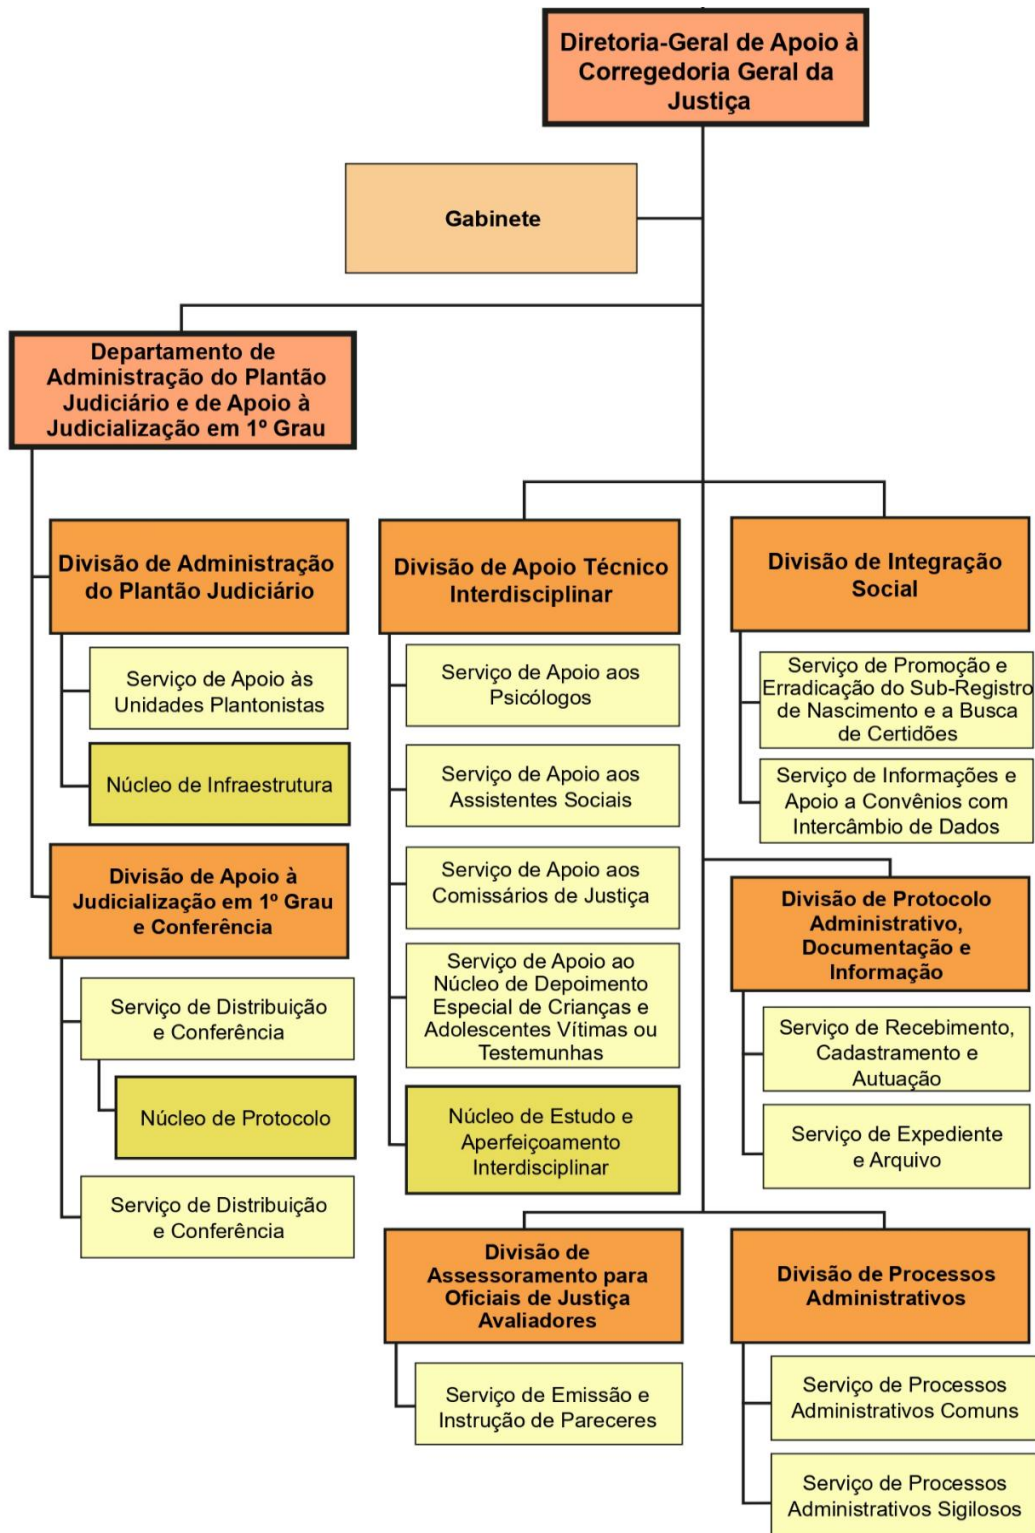 Diretoria-Geral de Apoio à
Corregedoria Geral da
Justiça
Gabinete
Departamento de
Administração do Plantão
Judiciário e de Apoio à
Judicialização em 1º Grau
Divisão de Administração
do Plantão Judiciário
Serviço de Apoio às
Unidades Plantonistas
Núcleo de Infraestrutura
Divisão de Apoio à
Judicialização em 1º Grau
e Conferência
Serviço de Distribuição
e Conferência
Núcleo de Protocolo
Serviço de Distribuição
e Conferência
Divisão de Apoio Técnico
Interdisciplinar
Serviço de Apoio aos
Psicólogos
Serviço de Apoio aos
Assistentes Sociais
Serviço de Apoio aos
Comissários de Justiça
Serviço de Apoio ao
Núcleo de Depoimento
Especial de Crianças e
Adolescentes Vítimas ou
Testemunhas
Núcleo de Estudo e
Aperfeiçoamento
Interdisciplinar
Divisão de Integração
Social
Serviço de Promoção e
Erradicação do Sub-Registro
de Nascimento e a Busca
de Certidões
Serviço de Informações e
Apoio a Convênios com
Intercâmbio de Dados
Divisão de Protocolo
Administrativo,
Documentação e
Informação
Serviço de Recebimento,
Cadastramento e
Autuação
Serviço de Expediente
e Arquivo
Divisão de
Assessoramento para
Oficiais de Justiça
Avaliadores
Serviço de Emissão e
Instrução de Pareceres
Divisão de Processos
Administrativos
Serviço de Processos
Administrativos Comuns
Serviço de Processos
Administrativos Sigilosos